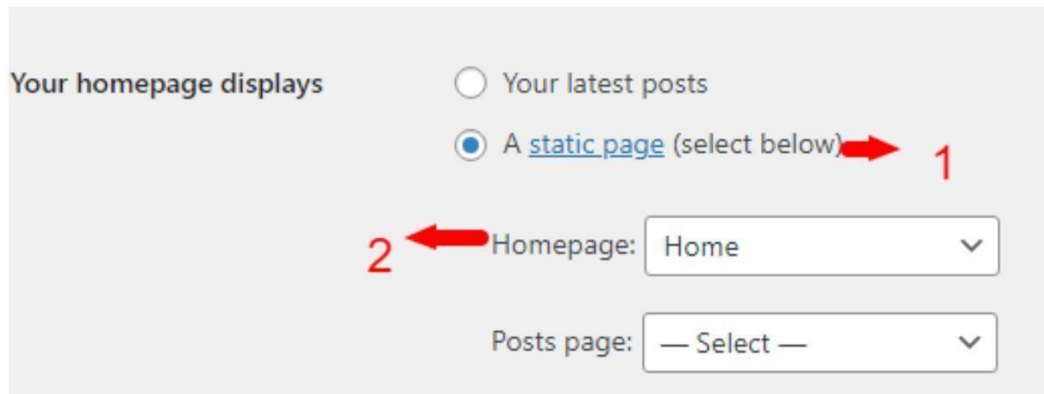 Your homepage displays
Your latest posts
A static page (select below)
1
2
Homepage: Home
Posts page: — Select —